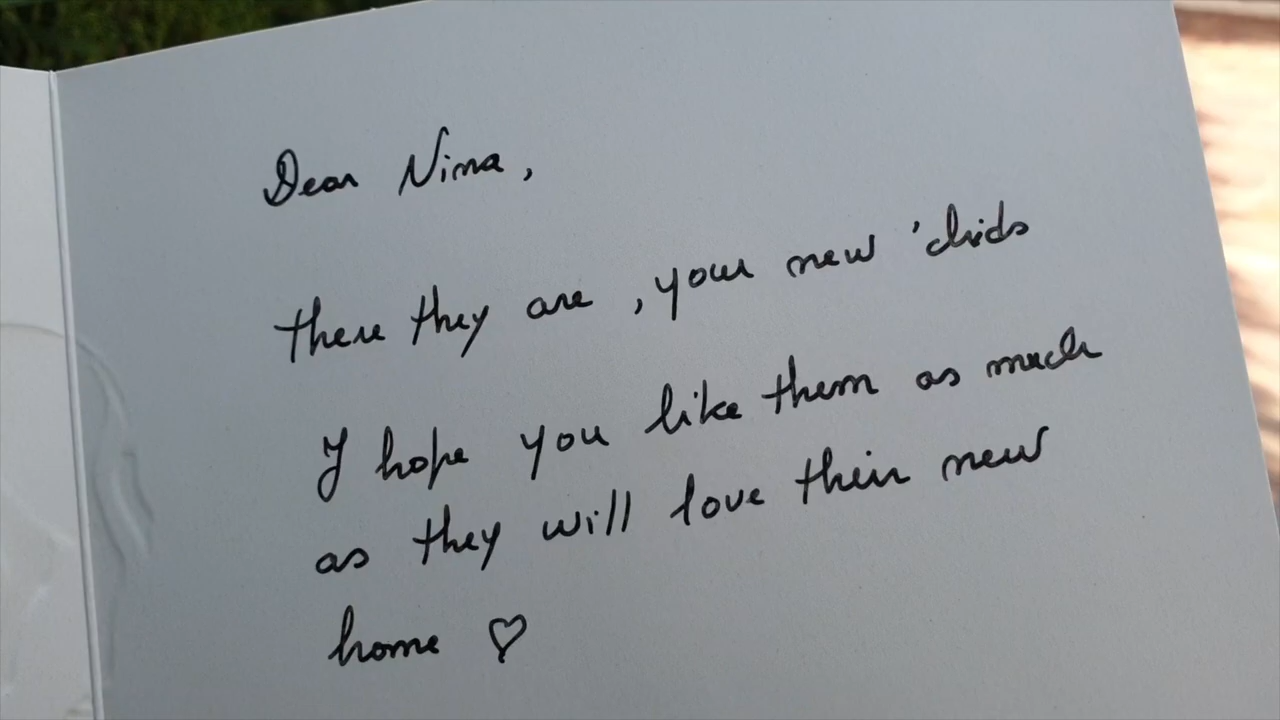 Dear Nina,
there they are, your new 'chids
I hope you like them as much
as they will love their new
home ♡